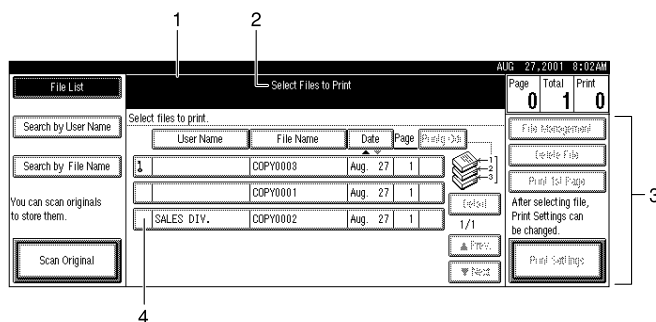 1 2
AUG 27,2001 8:02AM
File List
Select Files to Print
Page Total Print
0 1 0
Select files to print.
Search by User Name
User Name File Name Date Page
File Management
Search by File Name
COPY0003 Aug. 27 1
1
2
3
Delete File
COPY0001 Aug. 27 1
Print 1st Page
3
You can scan originals
to store them.
Detail
After selecting file,
Print Settings can
be changed.
SALES DIV. COPY0002 Aug. 27 1
1/1
▲ Prev.
Scan Original
Print Settings
▼ Next
4